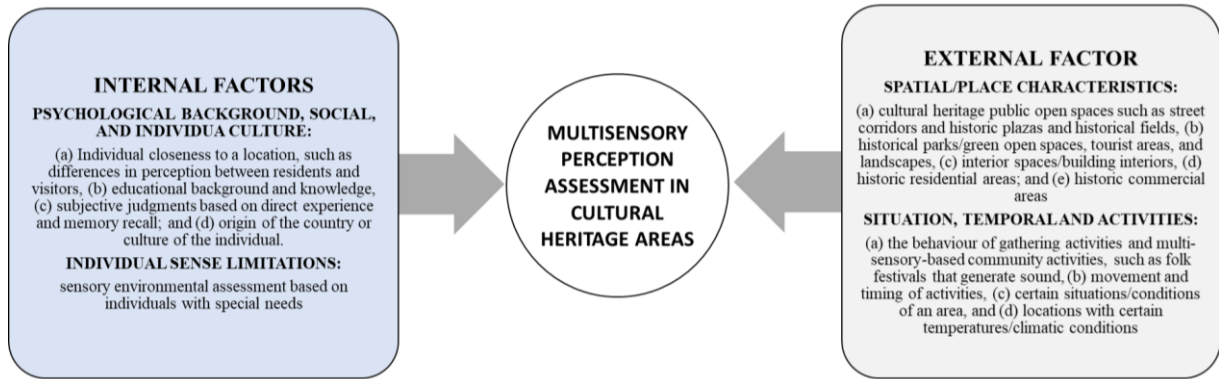 INTERNAL FACTORS
PSYCHOLOGICAL BACKGROUND, SOCIAL,
AND INDIVIDUA CULTURE:
(a) Individual closeness to a location, such as
differences in perception between residents and
visitors, (b) educational background and knowledge,
(c) subjective judgments based on direct experience
and memory recall; and (d) origin of the country or
culture of the individual.
INDIVIDUAL SENSE LIMITATIONS:
sensory environmental assessment based on
individuals with special needs
MULTISENSORY
PERCEPTION
ASSESSMENT IN
CULTURAL
HERITAGE AREAS
EXTERNAL FACTOR
SPATIAL/PLACE CHARACTERISTICS:
(a) cultural heritage public open spaces such as street
corridors and historic plazas and historical fields, (b)
historical parks/green open spaces, tourist areas, and
landscapes, (c) interior spaces/building interiors, (d)
historic residential areas; and (e) historic commercial
areas
SITUATION, TEMPORAL AND ACTIVITIES:
(a) the behaviour of gathering activities and multi-
sensory-based community activities, such as folk
festivals that generate sound, (b) movement and
timing of activities, (c) certain situations/conditions
of an area, and (d) locations with certain
temperatures/climatic conditions